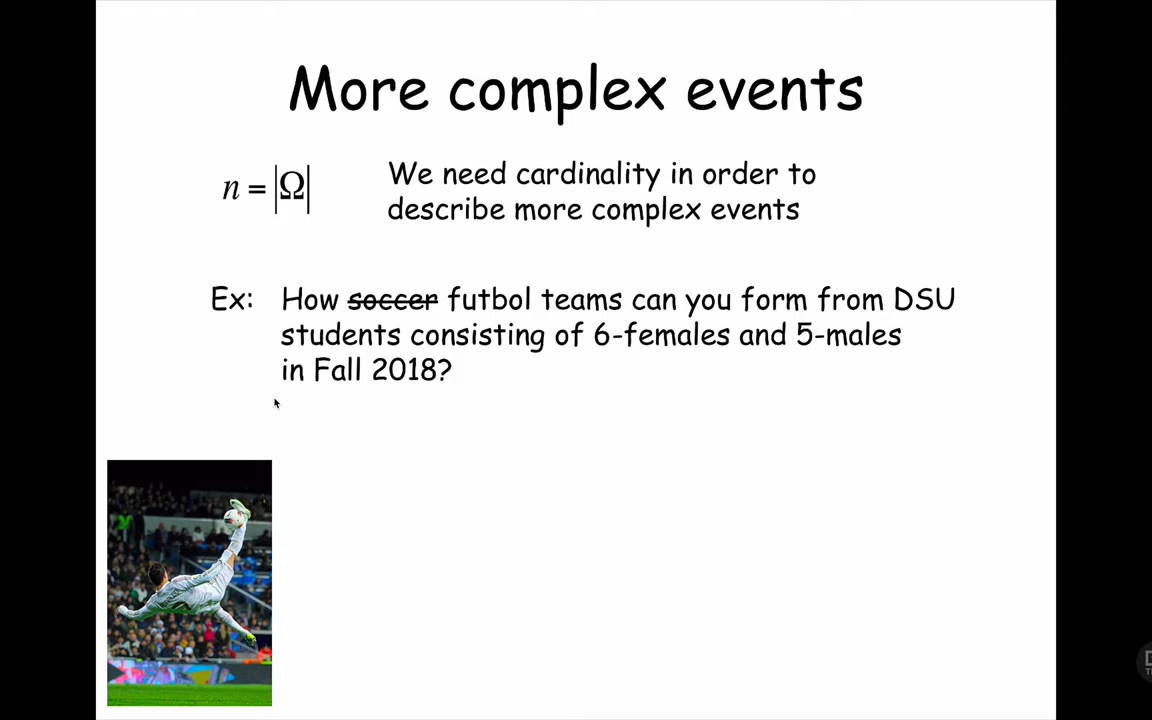 More complex events
n = |Ω|
We need cardinality in order to
describe more complex events
Ex: How soccer futbol teams can you form from DSU
students consisting of 6-females and 5-males
in Fall 2018?